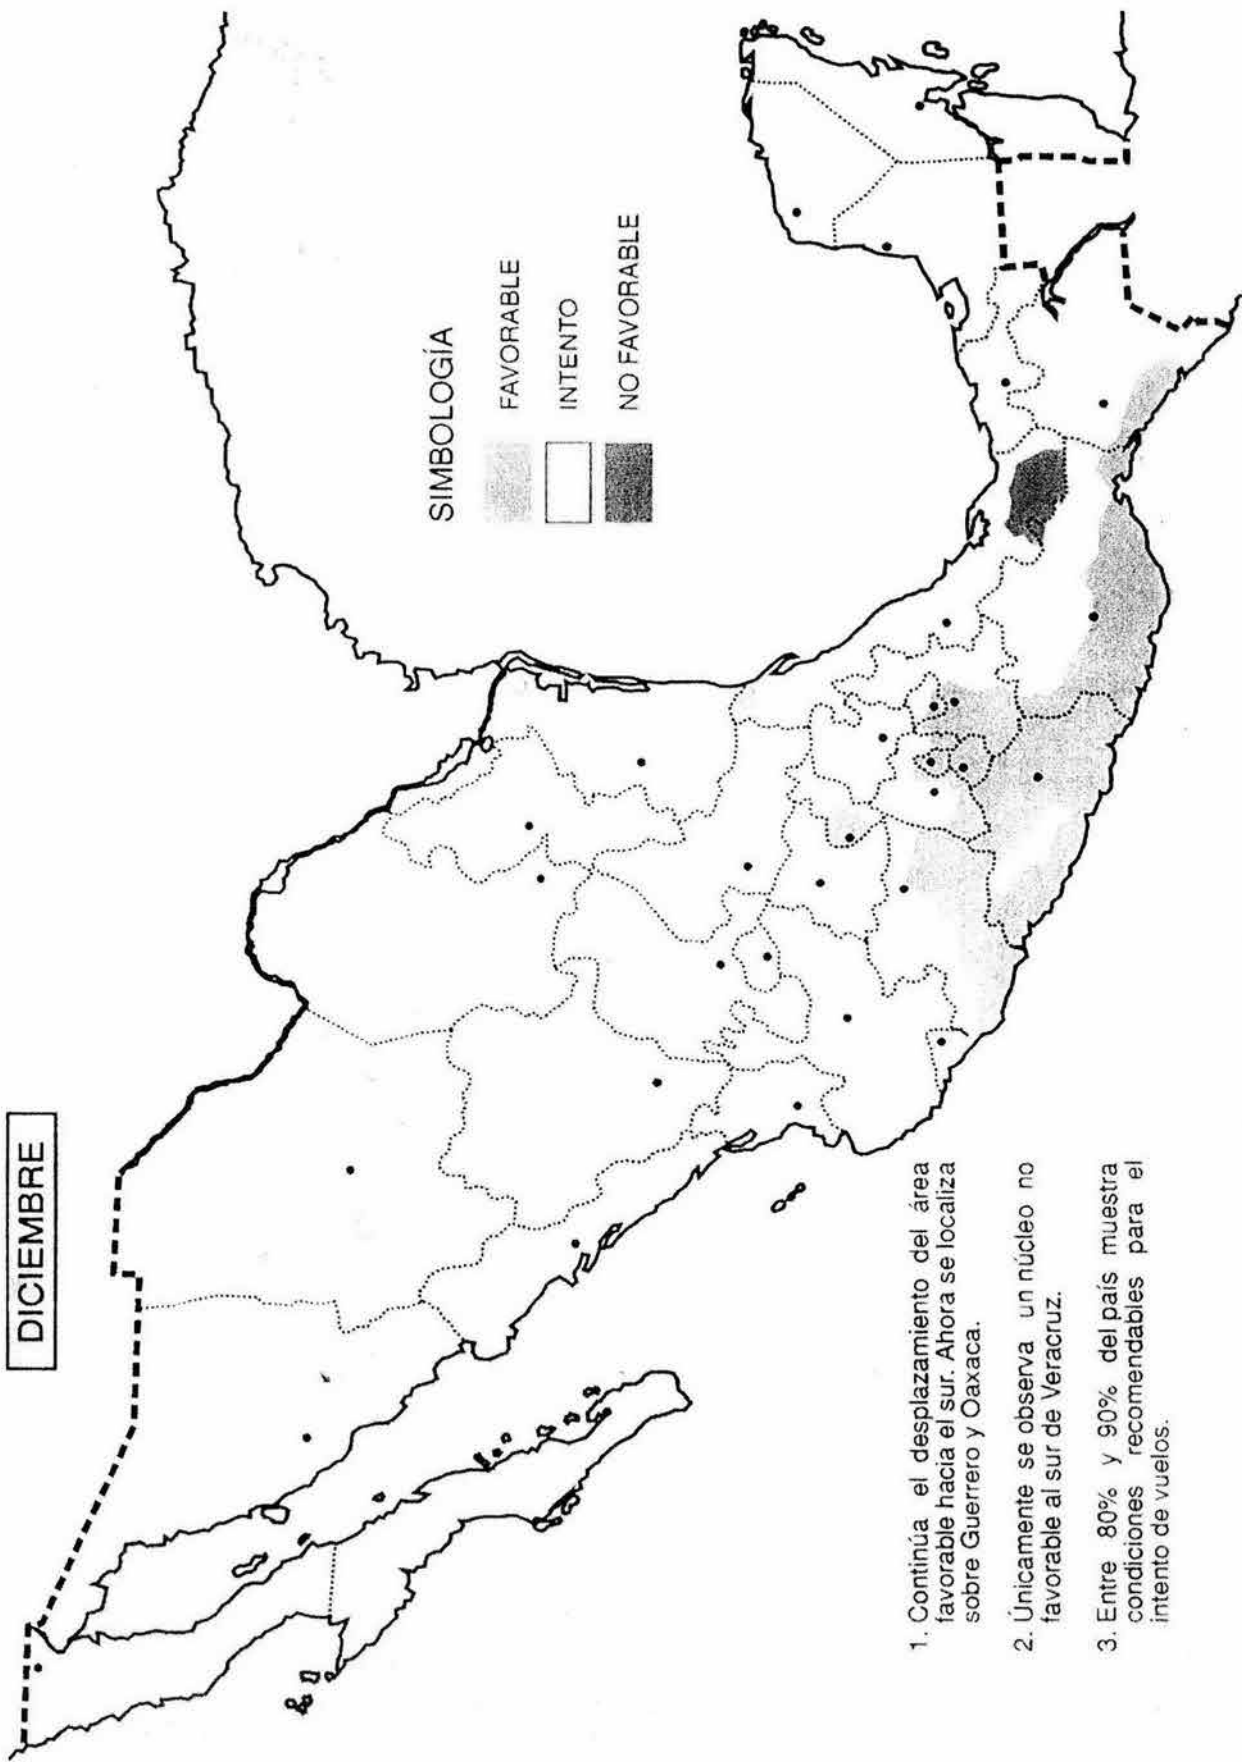 DICIEMBRE
SIMBOLOGÍA
FAVORABLE
INTENTO
NO FAVORABLE
1. Continúa el desplazamiento del área
favorable hacia el sur. Ahora se localiza
sobre Guerrero y Oaxaca.
2. Únicamente se observa un núcleo no
favorable al sur de Veracruz.
3. Entre 80% y 90% del país muestra
condiciones recomendables para el
intento de vuelos.